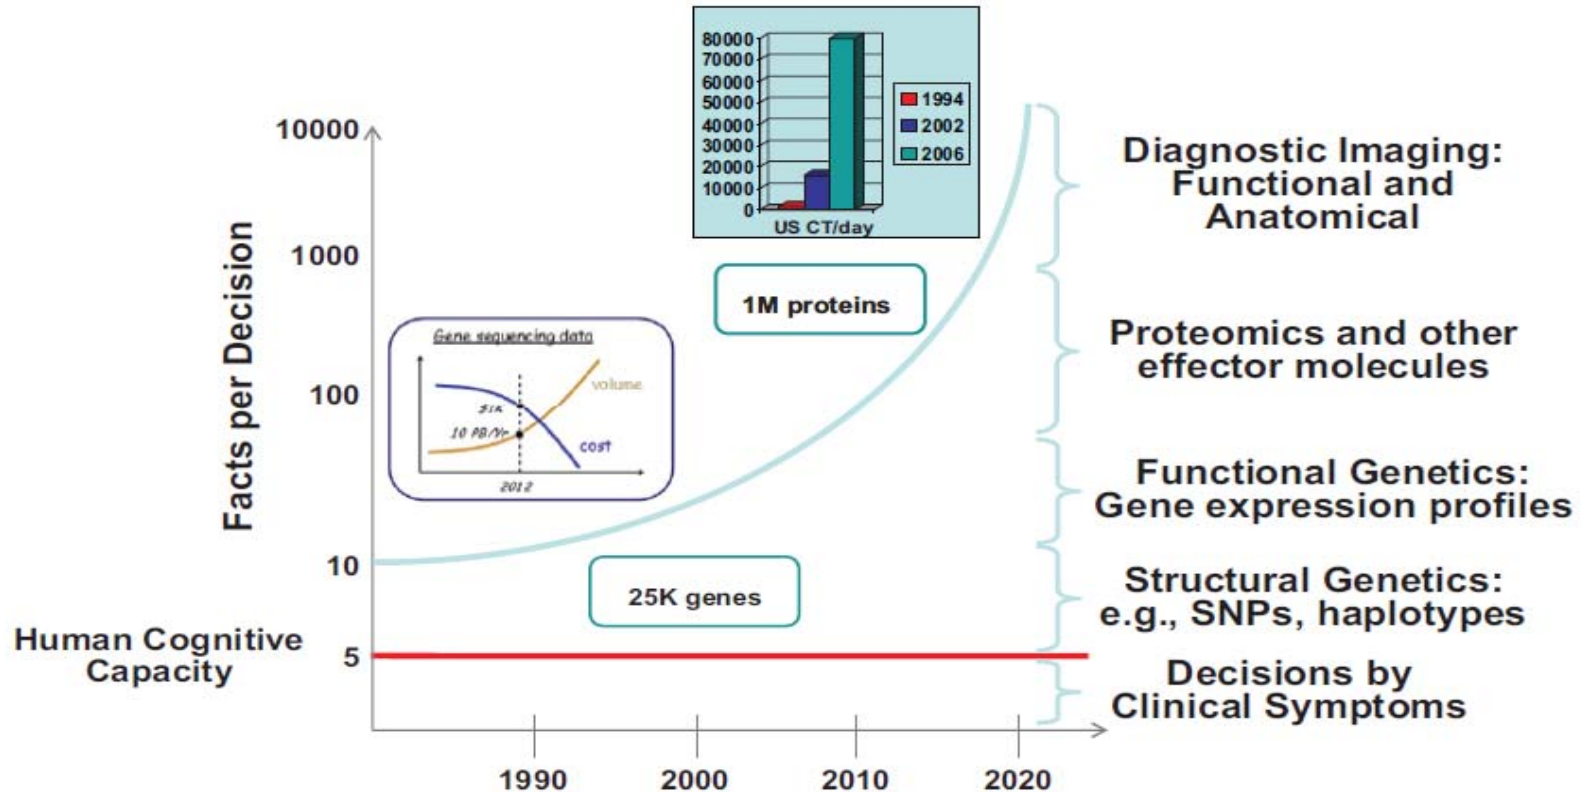 80000
70000
60000
50000
40000
30000
20000
10000
0
1994
2002
2006
US CT/day
Facts per Decision
10000
1000
100
10
5
Human Cognitive
Capacity
Gene sequencing data
volume
$1K
10 PB/Yr
cost
2012
1M proteins
25K genes
1990
2000
2010
2020
Diagnostic Imaging:
Functional and
Anatomical
Proteomics and other
effector molecules
Functional Genetics:
Gene expression profiles
Structural Genetics:
e.g., SNPs, haplotypes
Decisions by
Clinical Symptoms